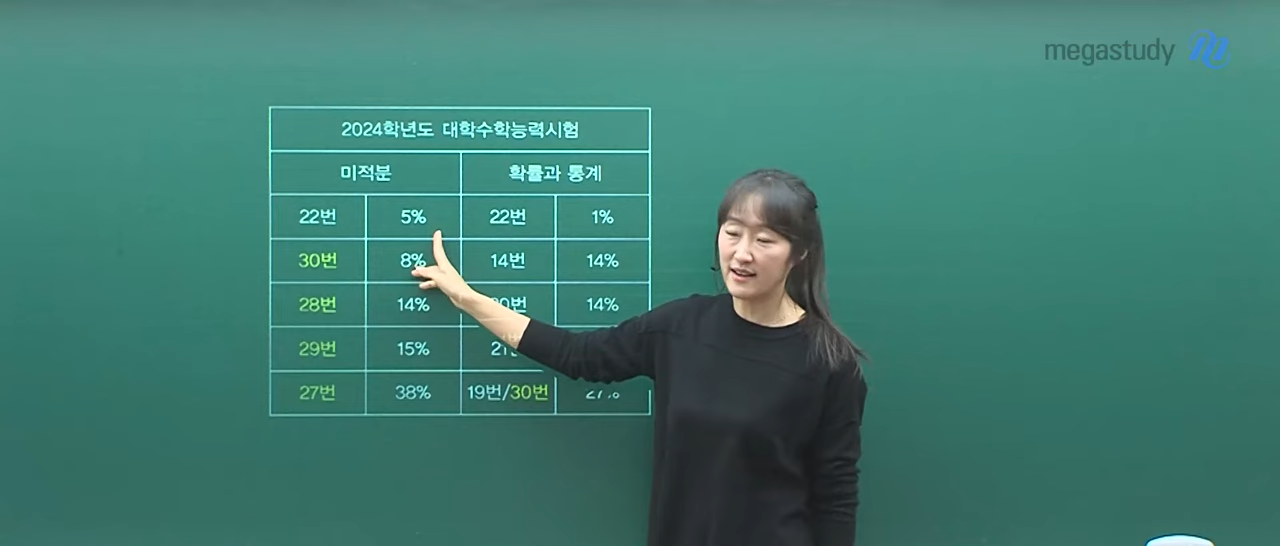 megastudy
2024학년도 대학수학능력시험
미적분 확률과 통계
22번 5% 22번 1%
30번 8% 14번 14%
28번 14% 14%
29번 15%
27번 38% 19번/30번